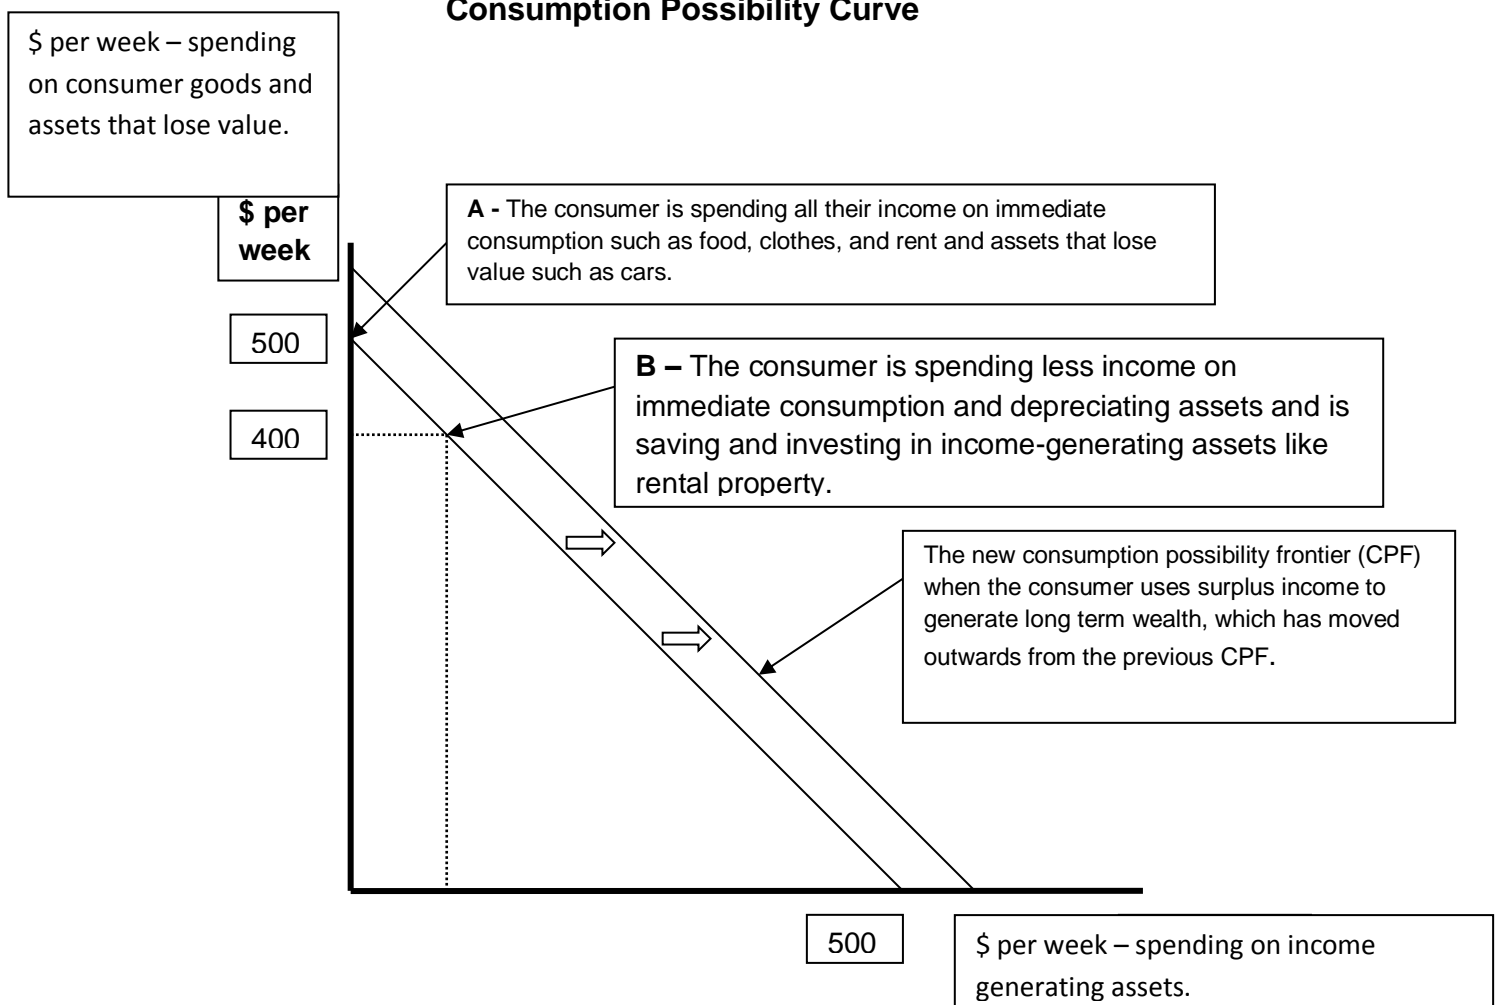 Consumption Possibility Curve
$ per week – spending
on consumer goods and
assets that lose value.
$ per
week
A - The consumer is spending all their income on immediate
consumption such as food, clothes, and rent and assets that lose
value such as cars.
500
B – The consumer is spending less income on
immediate consumption and depreciating assets and is
saving and investing in income-generating assets like
rental property.
400
The new consumption possibility frontier (CPF)
when the consumer uses surplus income to
generate long term wealth, which has moved
outwards from the previous CPF.
500
$ per week – spending on income
generating assets.